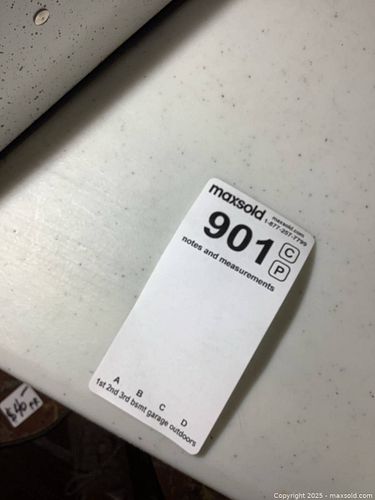 maxsold
maxsold.com
1-877-257-7799
901
C
P
notes and measurements
A B C D
1st 2nd 3rd bsmt garage outdoors
Copyright 2025 - maxsold.com